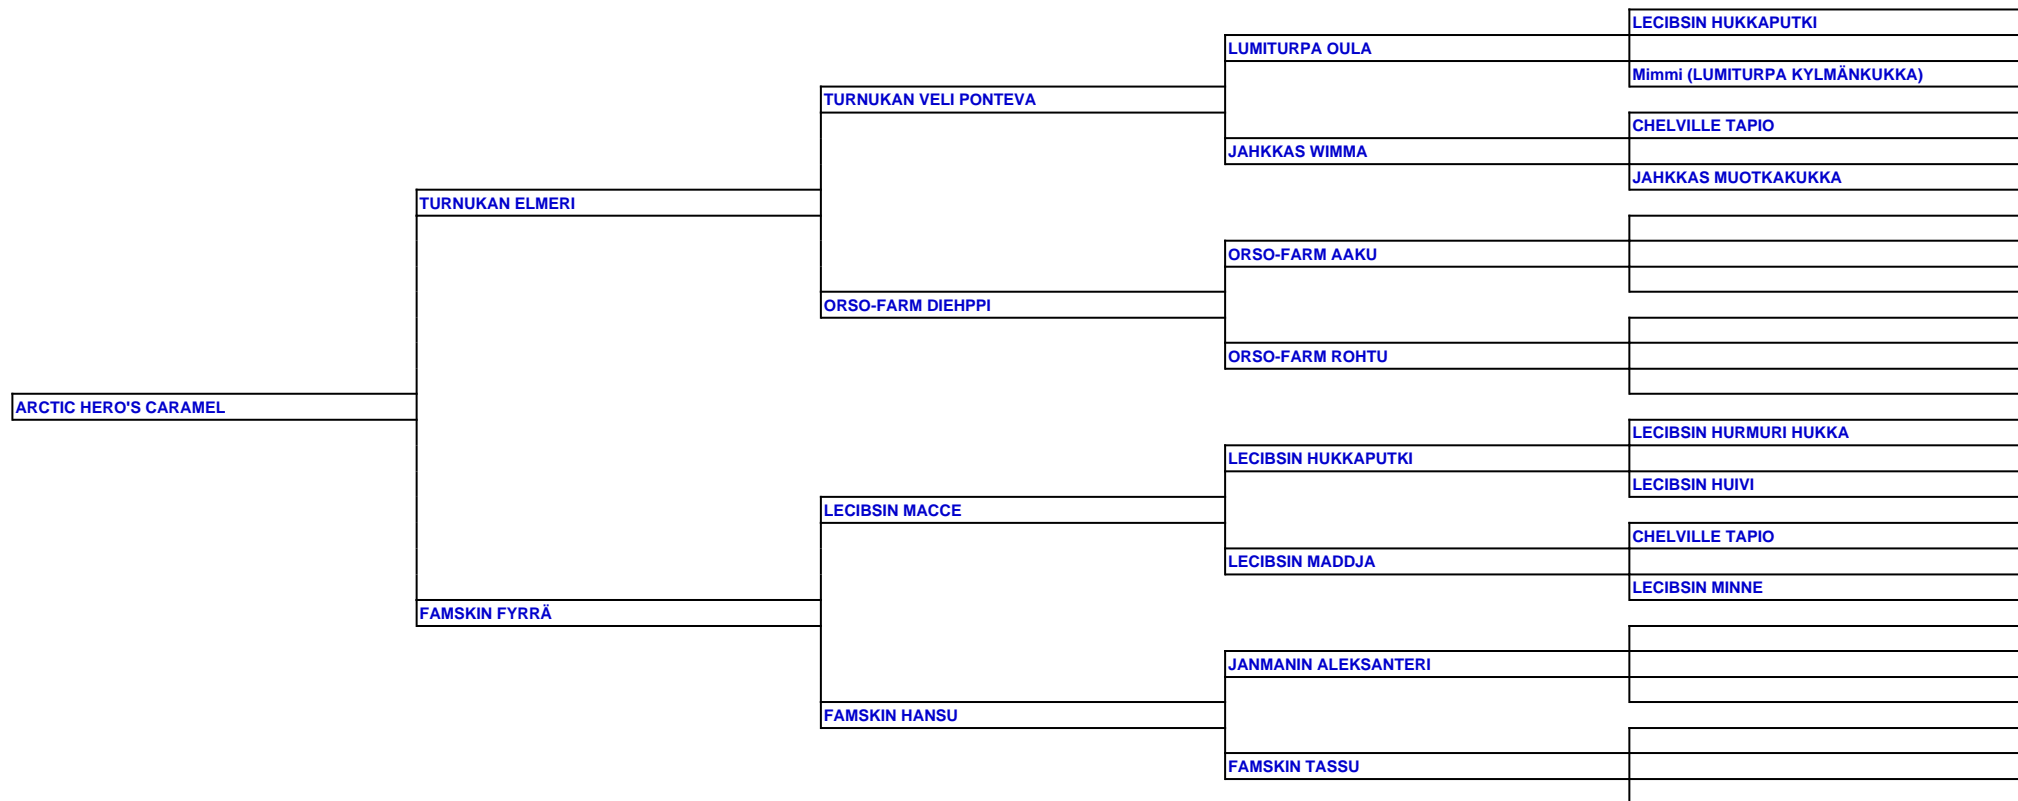 LECIBSIN HUKKAPUTKI
LUMITURPA OULA
Mimmi (LUMITURPA KYLMÄNKUKKA)
TURNUKAN VELI PONTEVA
CHELVILLE TAPIO
JAHKKAS WIMMA
JAHKKAS MUOTKAKUKKA
TURNUKAN ELMERI
ORSO-FARM AAKU
ORSO-FARM DIEHPPI
ORSO-FARM ROHTU
ARCTIC HERO'S CARAMEL
LECIBSIN HURMURI HUKKA
LECIBSIN HUKKAPUTKI
LECIBSIN HUIVI
LECIBSIN MACCE
CHELVILLE TAPIO
LECIBSIN MADDJA
LECIBSIN MINNE
FAMSKIN FYRRÄ
JANMANIN ALEKSANTERI
FAMSKIN HANSU
FAMSKIN TASSU